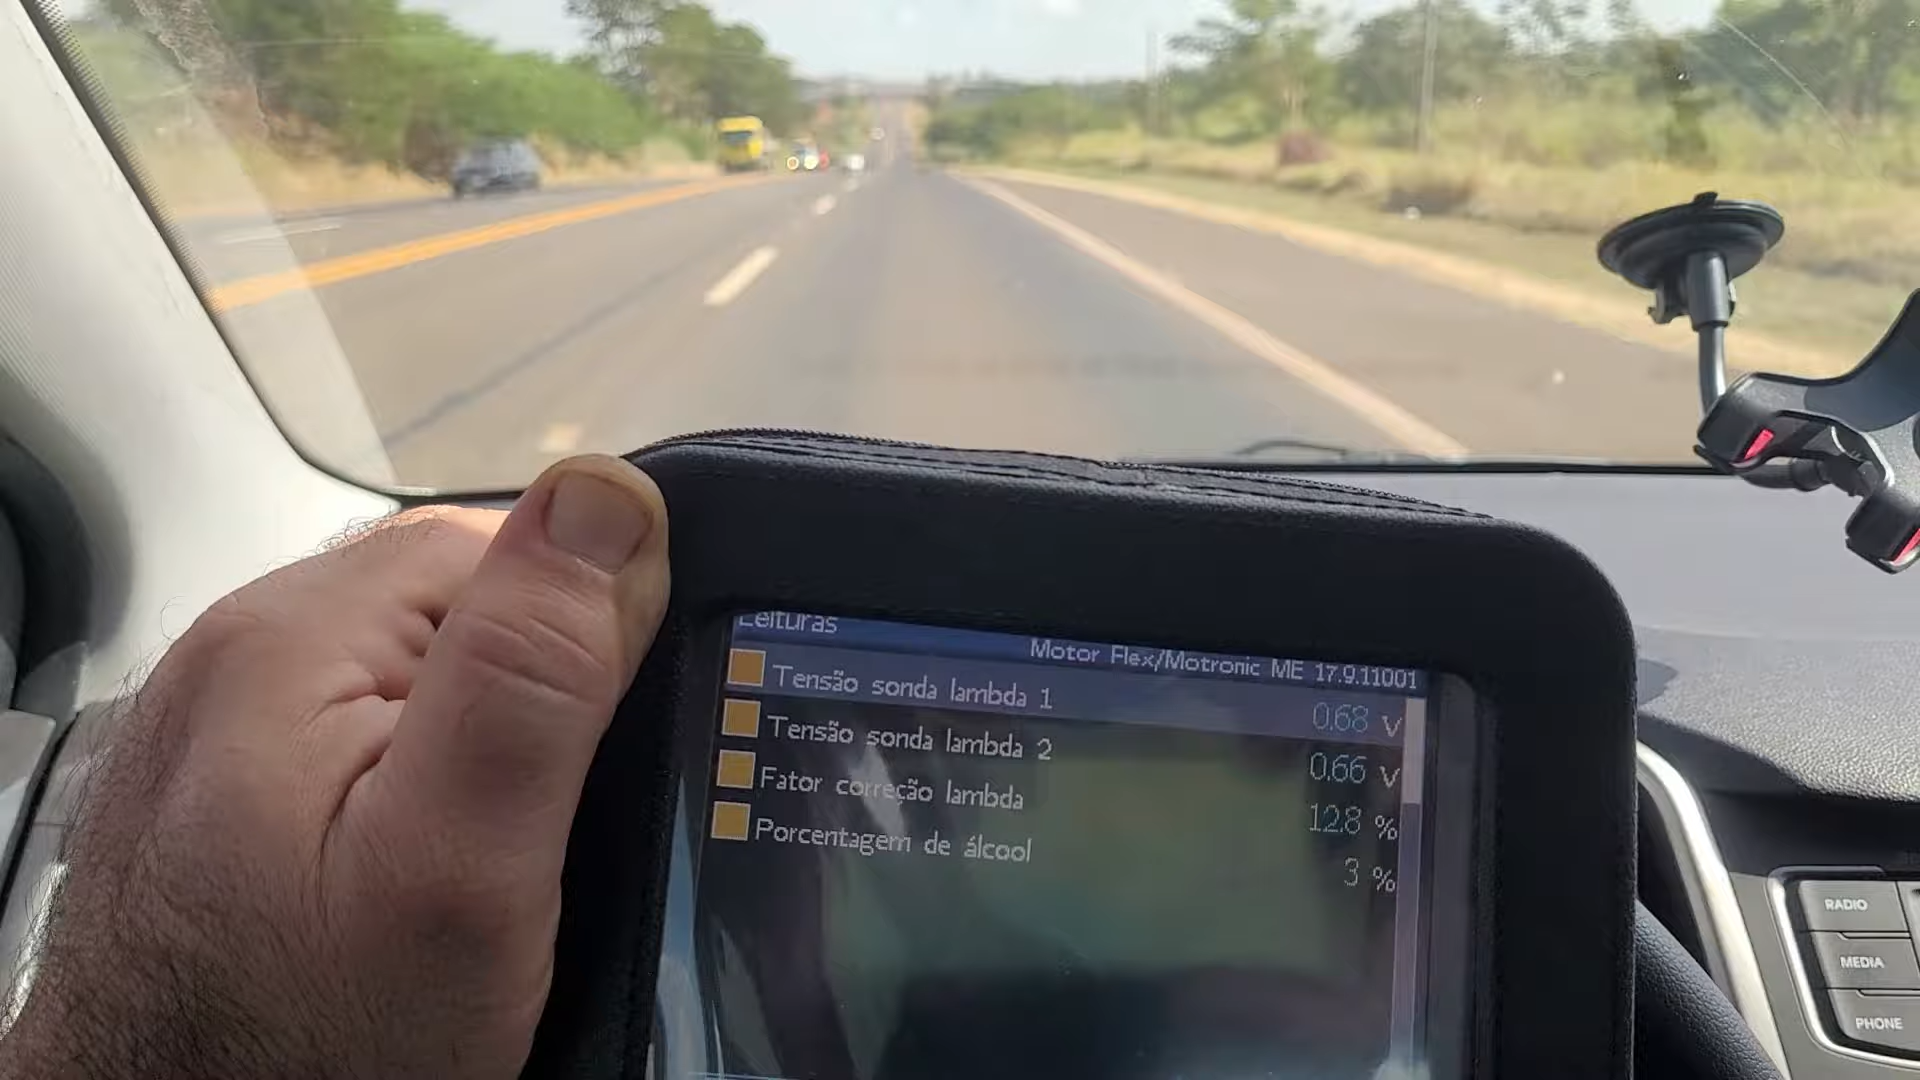 Leituras
Motor Flex/Motronic ME 17.9.11001
Tensão sonda lambda 1 0.68 V
Tensão sonda lambda 2 0.66 V
Fator correção lambda 12.8 %
Porcentagem de álcool 3 %
RADIO
MEDIA
PHONE